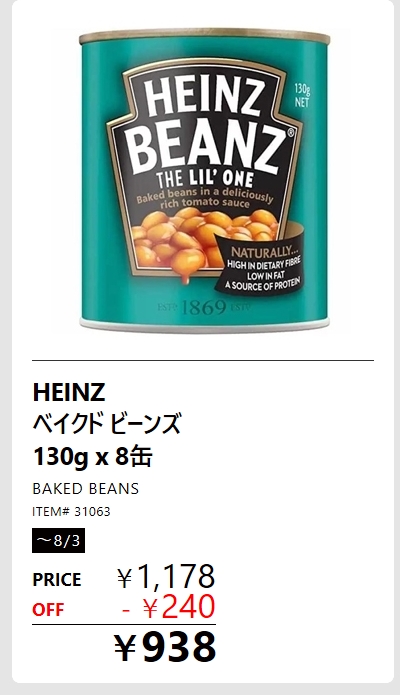 130g
NET
HEINZ
BEANZ®
THE LIL' ONE
Baked beans in a deliciously
rich tomato sauce
NATURALLY...
HIGH IN DIETARY FIBRE
LOW IN FAT
A SOURCE OF PROTEIN
ESTD 1869 ESTD
HEINZ
ベイクド ビーンズ
130g x 8缶
BAKED BEANS
ITEM# 31063
～8/3
PRICE ￥1,178
OFF - ￥240
￥938